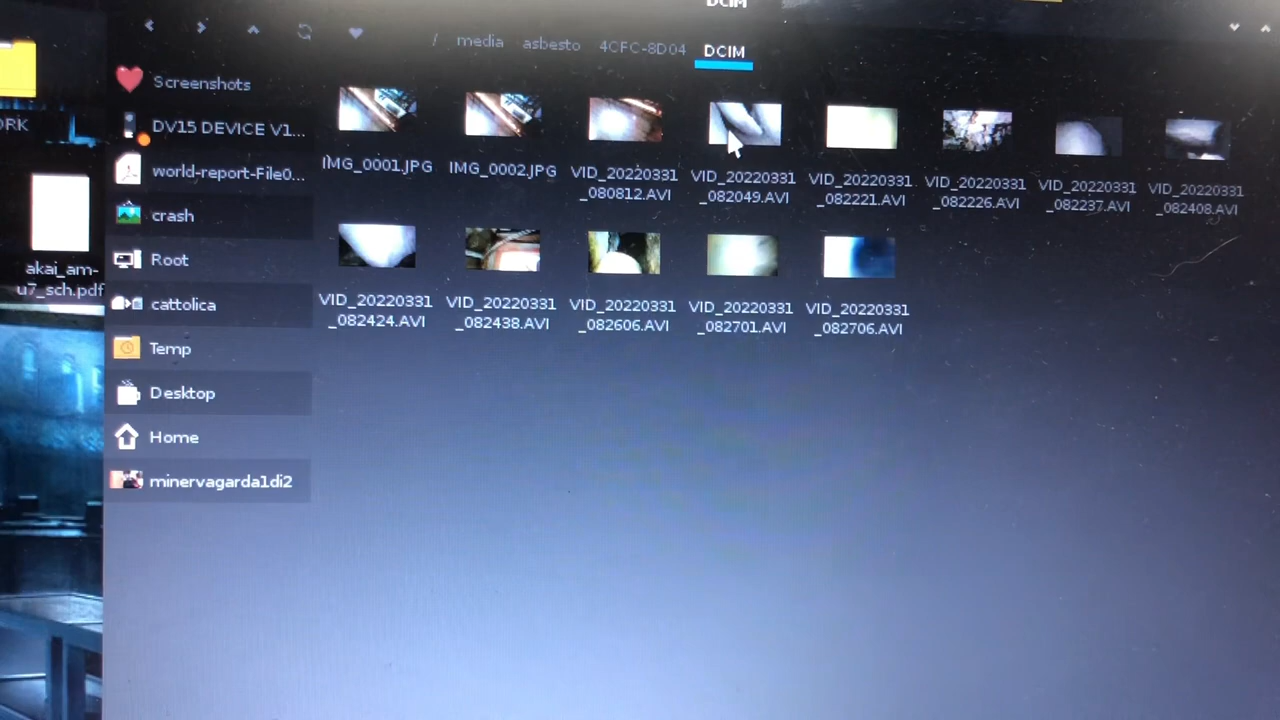 DCIM
/ media asbesto 4CFC-8D04 DCIM
Screenshots
DV15 DEVICE V1...
world-report-File0...
crash
Root
cattolica
Temp
Desktop
Home
minervagarda1di2
ORK
akai_am-
u7_sch.pdf
IMG_0001.JPG
IMG_0002.JPG
VID_20220331
_080812.AVI
VID_20220331
_082049.AVI
VID_20220331
_082221.AVI
VID_20220331
_082226.AVI
VID_20220331
_082237.AVI
VID_20220331
_082408.AVI
VID_20220331
_082424.AVI
VID_20220331
_082438.AVI
VID_20220331
_082606.AVI
VID_20220331
_082701.AVI
VID_20220331
_082706.AVI